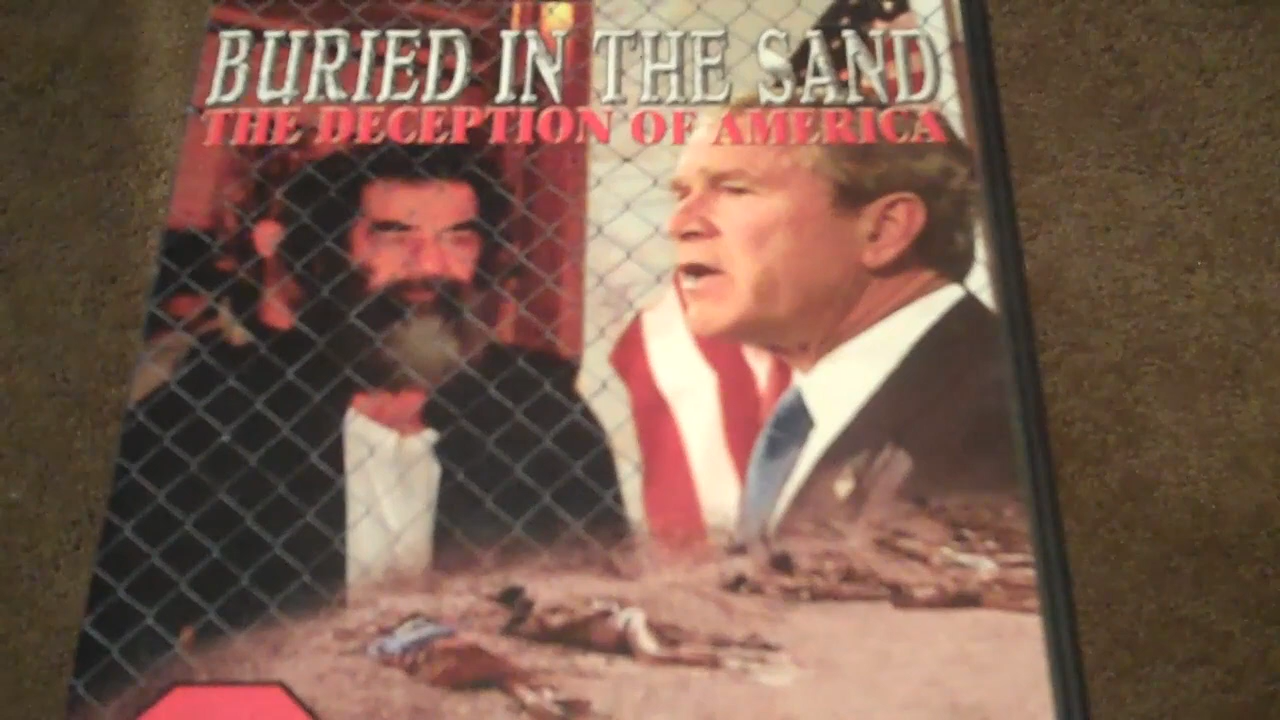 BURIED IN THE SAND
THE DECEPTION OF AMERICA